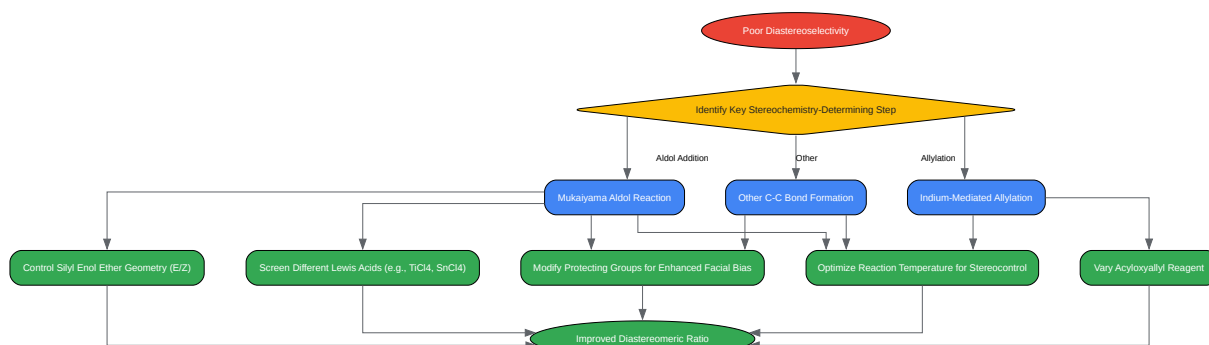 Poor Diastereoselectivity
Identify Key Stereochemistry-Determining Step
Aldol Addition
Other
Allylation
Mukaiyama Aldol Reaction
Other C-C Bond Formation
Indium-Mediated Allylation
Control Silyl Enol Ether Geometry (E/Z)
Screen Different Lewis Acids (e.g., TiCl4, SnCl4)
Modify Protecting Groups for Enhanced Facial Bias
Optimize Reaction Temperature for Stereocontrol
Vary Acyloxyallyl Reagent
Improved Diastereomeric Ratio